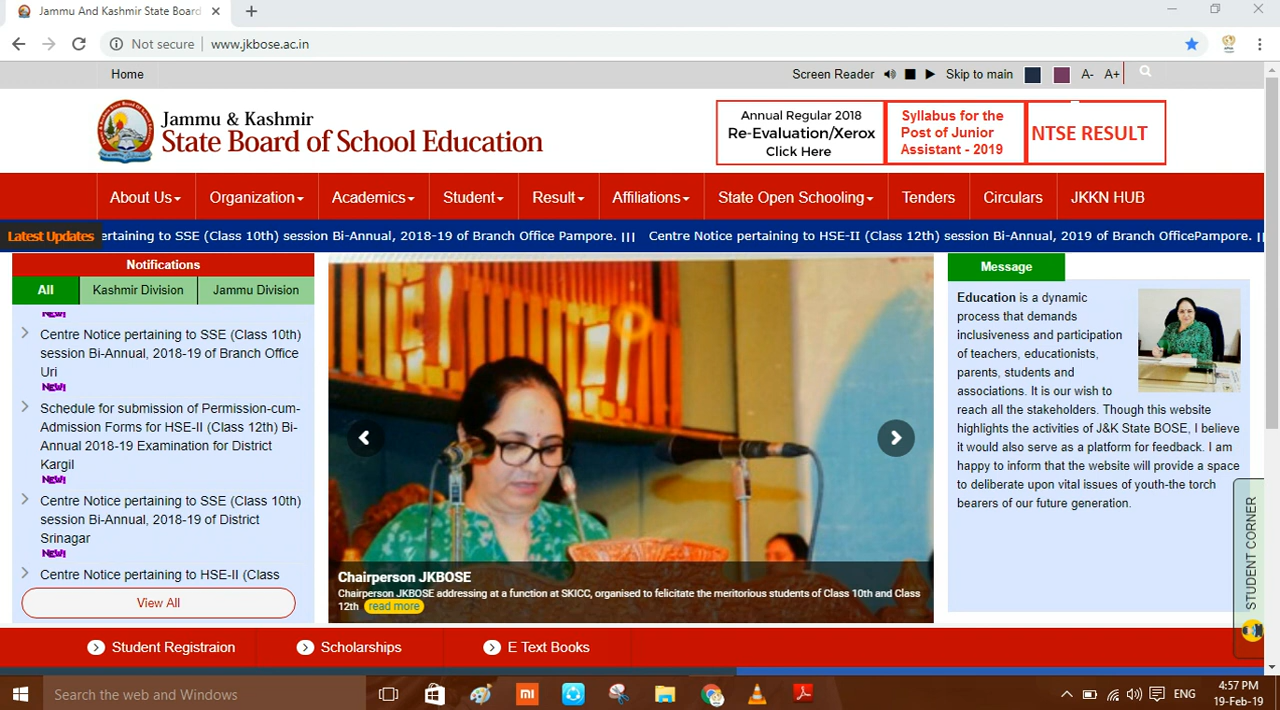 Jammu And Kashmir State Board
Not secure
www.jkbose.ac.in
Home
Screen Reader
Skip to main
A-
A+
Jammu & Kashmir
State Board of School Education
Annual Regular 2018
Re-Evaluation/Xerox
Click Here
Syllabus for the
Post of Junior
Assistant - 2019
NTSE RESULT
About Us
Organization
Academics
Student
Result
Affiliations
State Open Schooling
Tenders
Circulars
JKKN HUB
Latest Updates
ertaining to SSE (Class 10th) session Bi-Annual, 2018-19 of Branch Office Pampore. |||
Centre Notice pertaining to HSE-II (Class 12th) session Bi-Annual, 2019 of Branch OfficePampore. ||
Notifications
All
Kashmir Division
Jammu Division
NEW!
Centre Notice pertaining to SSE (Class 10th)
session Bi-Annual, 2018-19 of Branch Office
Uri
NEW!
Schedule for submission of Permission-cum-
Admission Forms for HSE-II (Class 12th) Bi-
Annual 2018-19 Examination for District
Kargil
NEW!
Centre Notice pertaining to SSE (Class 10th)
session Bi-Annual, 2018-19 of District
Srinagar
NEW!
Centre Notice pertaining to HSE-II (Class
View All
Chairperson JKBOSE
Chairperson JKBOSE addressing at a function at SKICC, organised to felicitate the meritorious students of Class 10th and Class
12th read more
Message
Education is a dynamic
process that demands
inclusiveness and participation
of teachers, educationists,
parents, students and
associations. It is our wish to
reach all the stakeholders. Though this website
highlights the activities of J&K State BOSE, I believe
it would also serve as a platform for feedback. I am
happy to inform that the website will provide a space
to deliberate upon vital issues of youth-the torch
bearers of our future generation.
STUDENT CORNER
Student Registraion
Scholarships
E Text Books
Search the web and Windows
ENG
4:57 PM
19-Feb-19